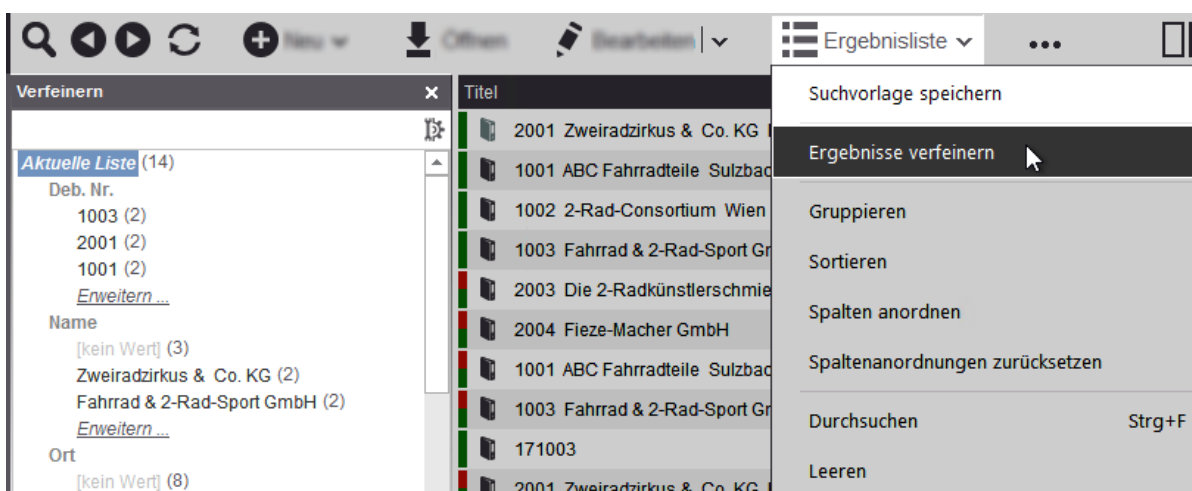 Neu
Öffnen
Bearbeiten
Ergebnisliste
Verfeinern
Aktuelle Liste (14)
Deb. Nr.
1003 (2)
2001 (2)
1001 (2)
Erweitern ...
Name
[kein Wert] (3)
Zweiradzirkus & Co. KG (2)
Fahrrad & 2-Rad-Sport GmbH (2)
Erweitern ...
Ort
[kein Wert] (8)
Titel
2001 Zweiradzirkus & Co. KG
1001 ABC Fahrradteile Sulzbac
1002 2-Rad-Consortium Wien
1003 Fahrrad & 2-Rad-Sport Gr
2003 Die 2-Radkünstlerschmie
2004 Fieze-Macher GmbH
1001 ABC Fahrradteile Sulzbac
1003 Fahrrad & 2-Rad-Sport Gr
171003
2001 Zweiradzirkus & Co. KG
Suchvorlage speichern
Ergebnisse verfeinern
Gruppieren
Sortieren
Spalten anordnen
Spaltenanordnungen zurücksetzen
Durchsuchen Strg+F
Leeren